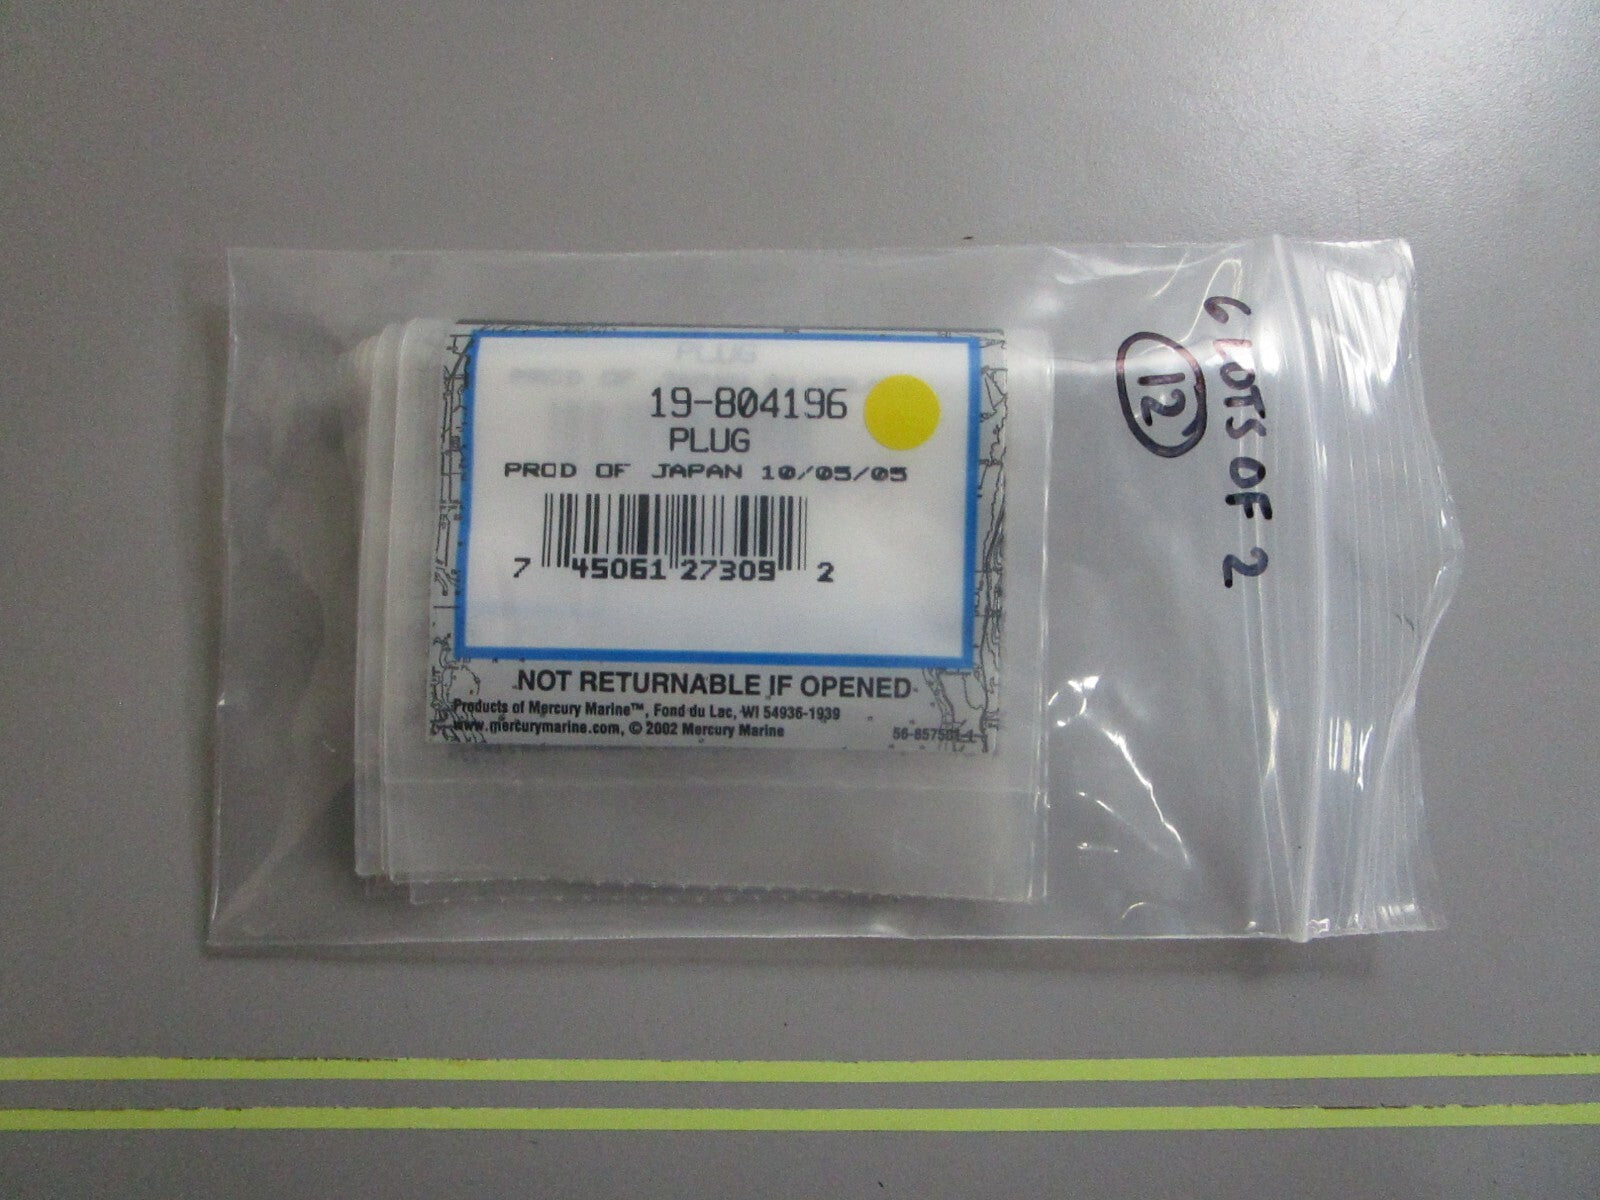 19-804196
PLUG
PROD OF JAPAN 10/05/05
7 45061 27309 2
NOT RETURNABLE IF OPENED
Products of Mercury Marine™, Fond du Lac, WI 54936-1939
www.mercurymarine.com, © 2002 Mercury Marine
6 LOTS OF 2
12